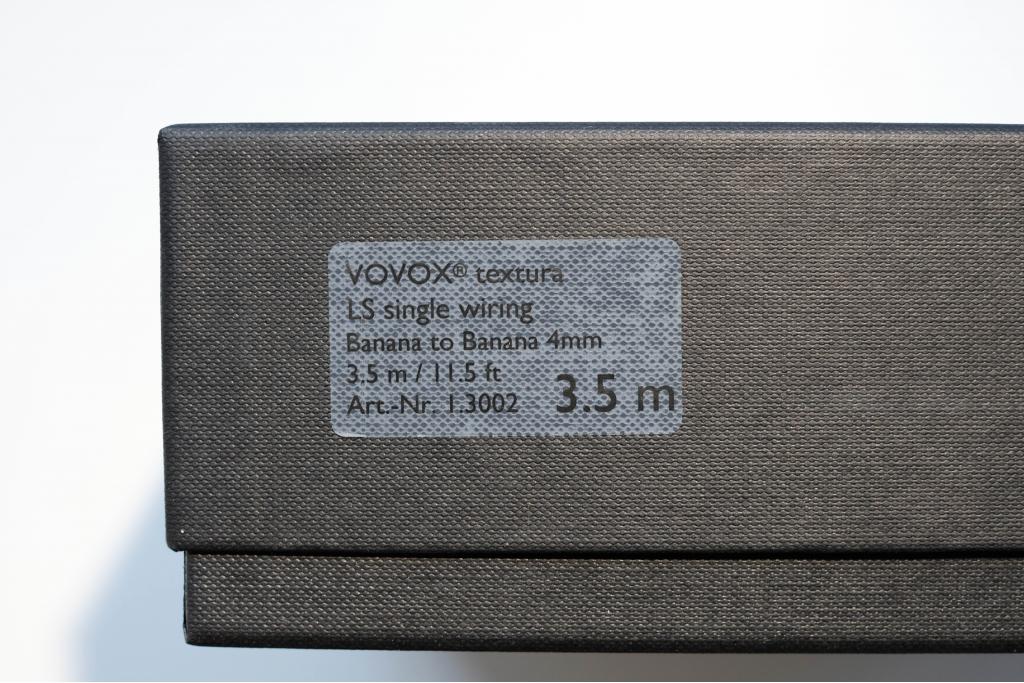 VOVOX® textura
LS single wiring
Banana to Banana 4mm
3.5 m / 11.5 ft
Art.-Nr. 1.3002
3.5 m